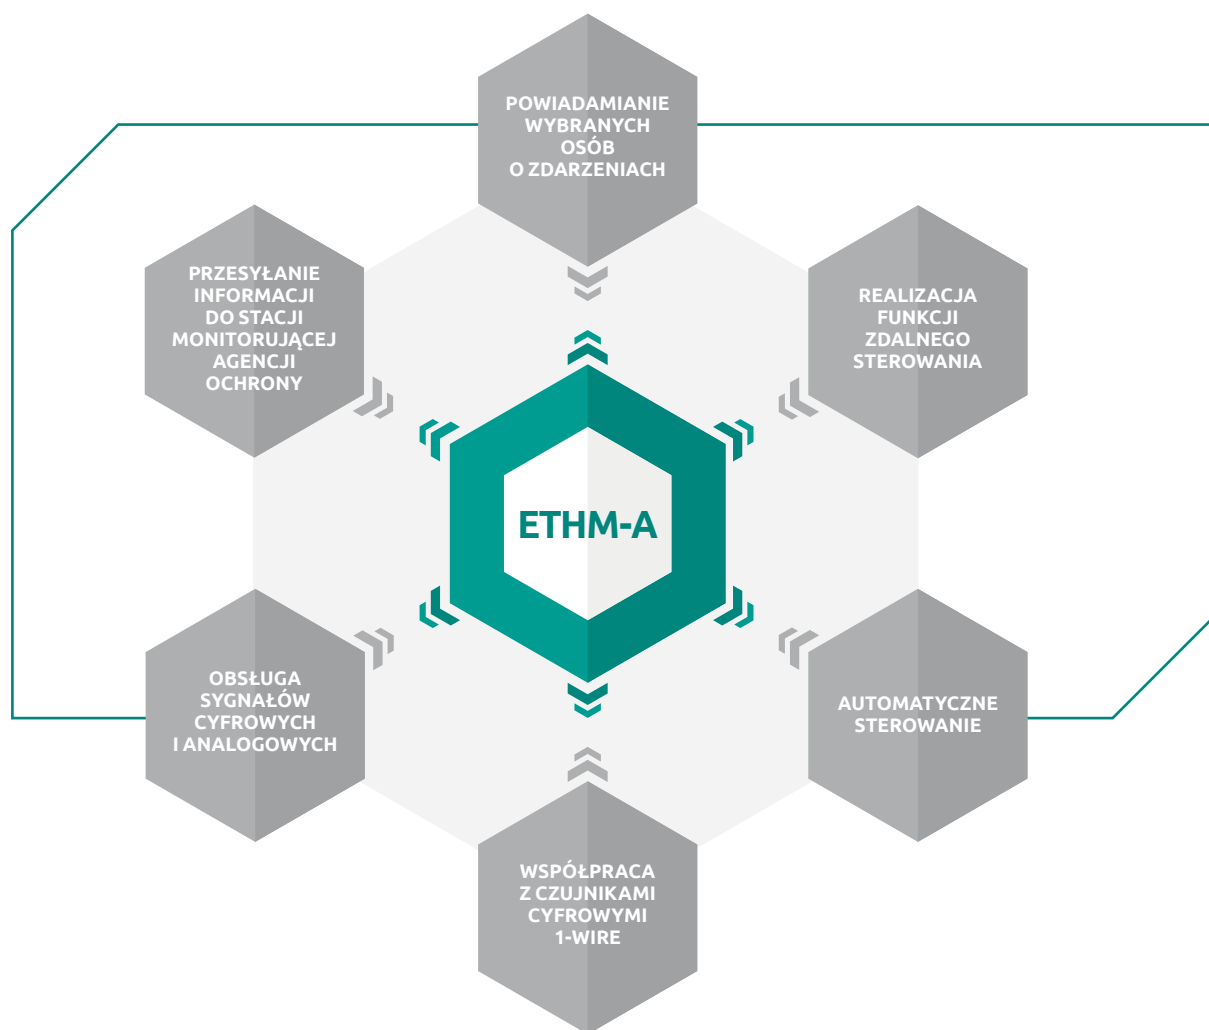 POWIADAMIANIE
WYBRANYCH
OSÓB
O ZDARZENIACH
PRZESYŁANIE
INFORMACJI
DO STACJI
MONITORUJĄCEJ
AGENCJI
OCHRONY
REALIZACJA
FUNKCJI
ZDALNEGO
STEROWANIA
ETHM-A
OBSŁUGA
SYGNAŁÓW
CYFROWYCH
I ANALOGOWYCH
AUTOMATYCZNE
STEROWANIE
WSPÓŁPRACA
Z CZUJNIKAMI
CYFROWYMI
1-WIRE